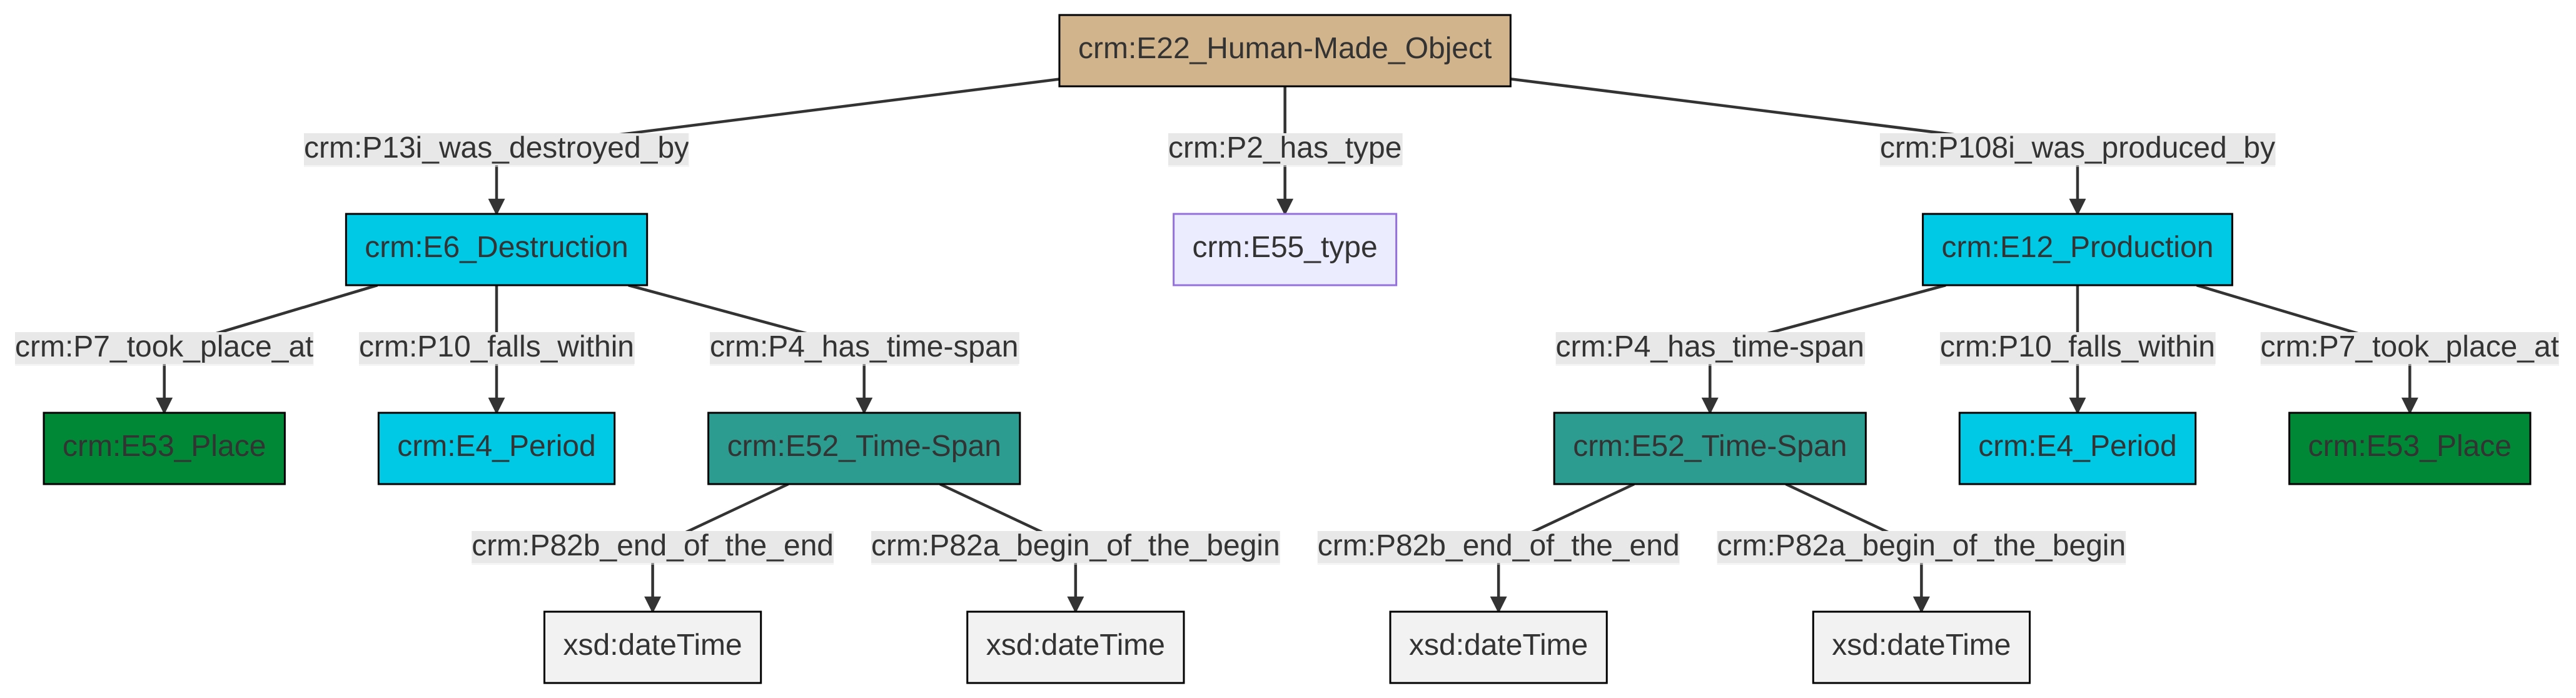 crm:E22_Human-Made_Object
crm:P13i_was_destroyed_by
crm:P2_has_type
crm:P108i_was_produced_by
crm:E6_Destruction
crm:E55_type
crm:E12_Production
crm:P7_took_place_at
crm:P10_falls_within
crm:P4_has_time-span
crm:P4_has_time-span
crm:P10_falls_within
crm:P7_took_place_at
crm:E53_Place
crm:E4_Period
crm:E52_Time-Span
crm:E52_Time-Span
crm:E4_Period
crm:E53_Place
crm:P82b_end_of_the_end
crm:P82a_begin_of_the_begin
crm:P82b_end_of_the_end
crm:P82a_begin_of_the_begin
xsd:dateTime
xsd:dateTime
xsd:dateTime
xsd:dateTime